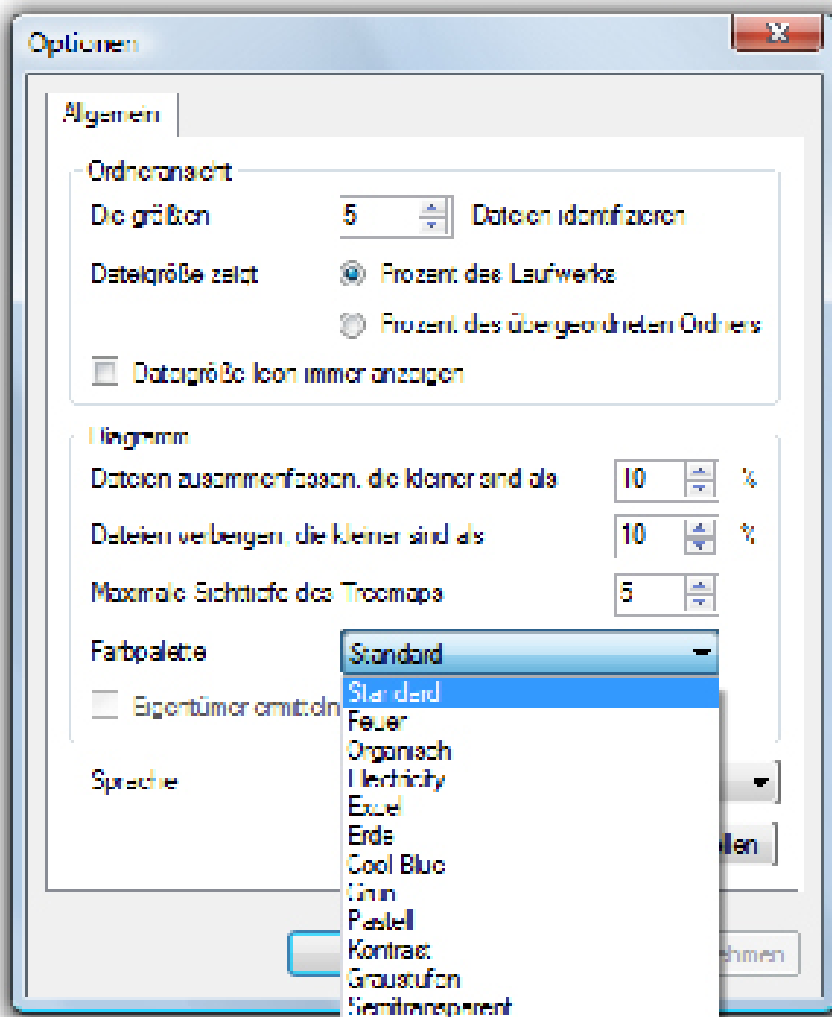 Optionen
Allgemein
Ordneransicht
Die größten 5 Dateien identifizieren
Dateigröße zeigt Prozent des Laufwerks
Prozent des übergeordneten Ordners
Dateigröße Icon immer anzeigen
Diagramm
Dateien zusammenfassen, die kleiner sind als 10 %
Dateien verbergen, die kleiner sind als 10 %
Maximale Sichttiefe des Treemaps 5
Farbpalette Standard
Standard
Eigentümer ermitteln
Feuer
Organisch
Sprache
Electricity
Excel
Erde
llen
Cool Blue
Grün
Pastell
Kontrast
ehmen
Graustufen
Semitransparent